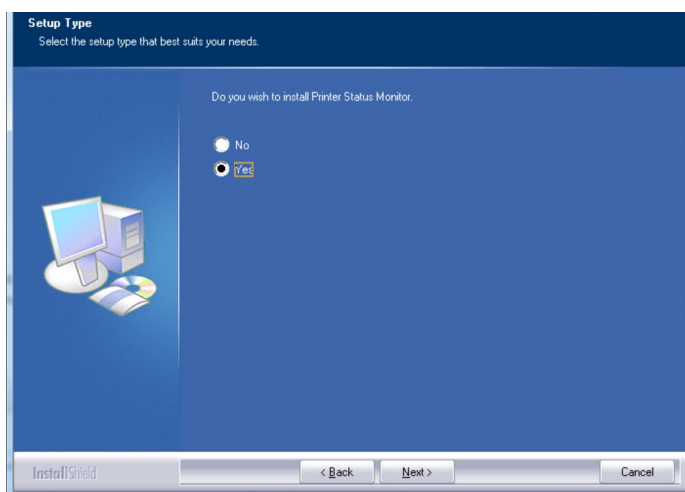 Setup Type
Select the setup type that best suits your needs.
Do you wish to install Printer Status Monitor.
No
Yes
InstallShield
< Back
Next >
Cancel